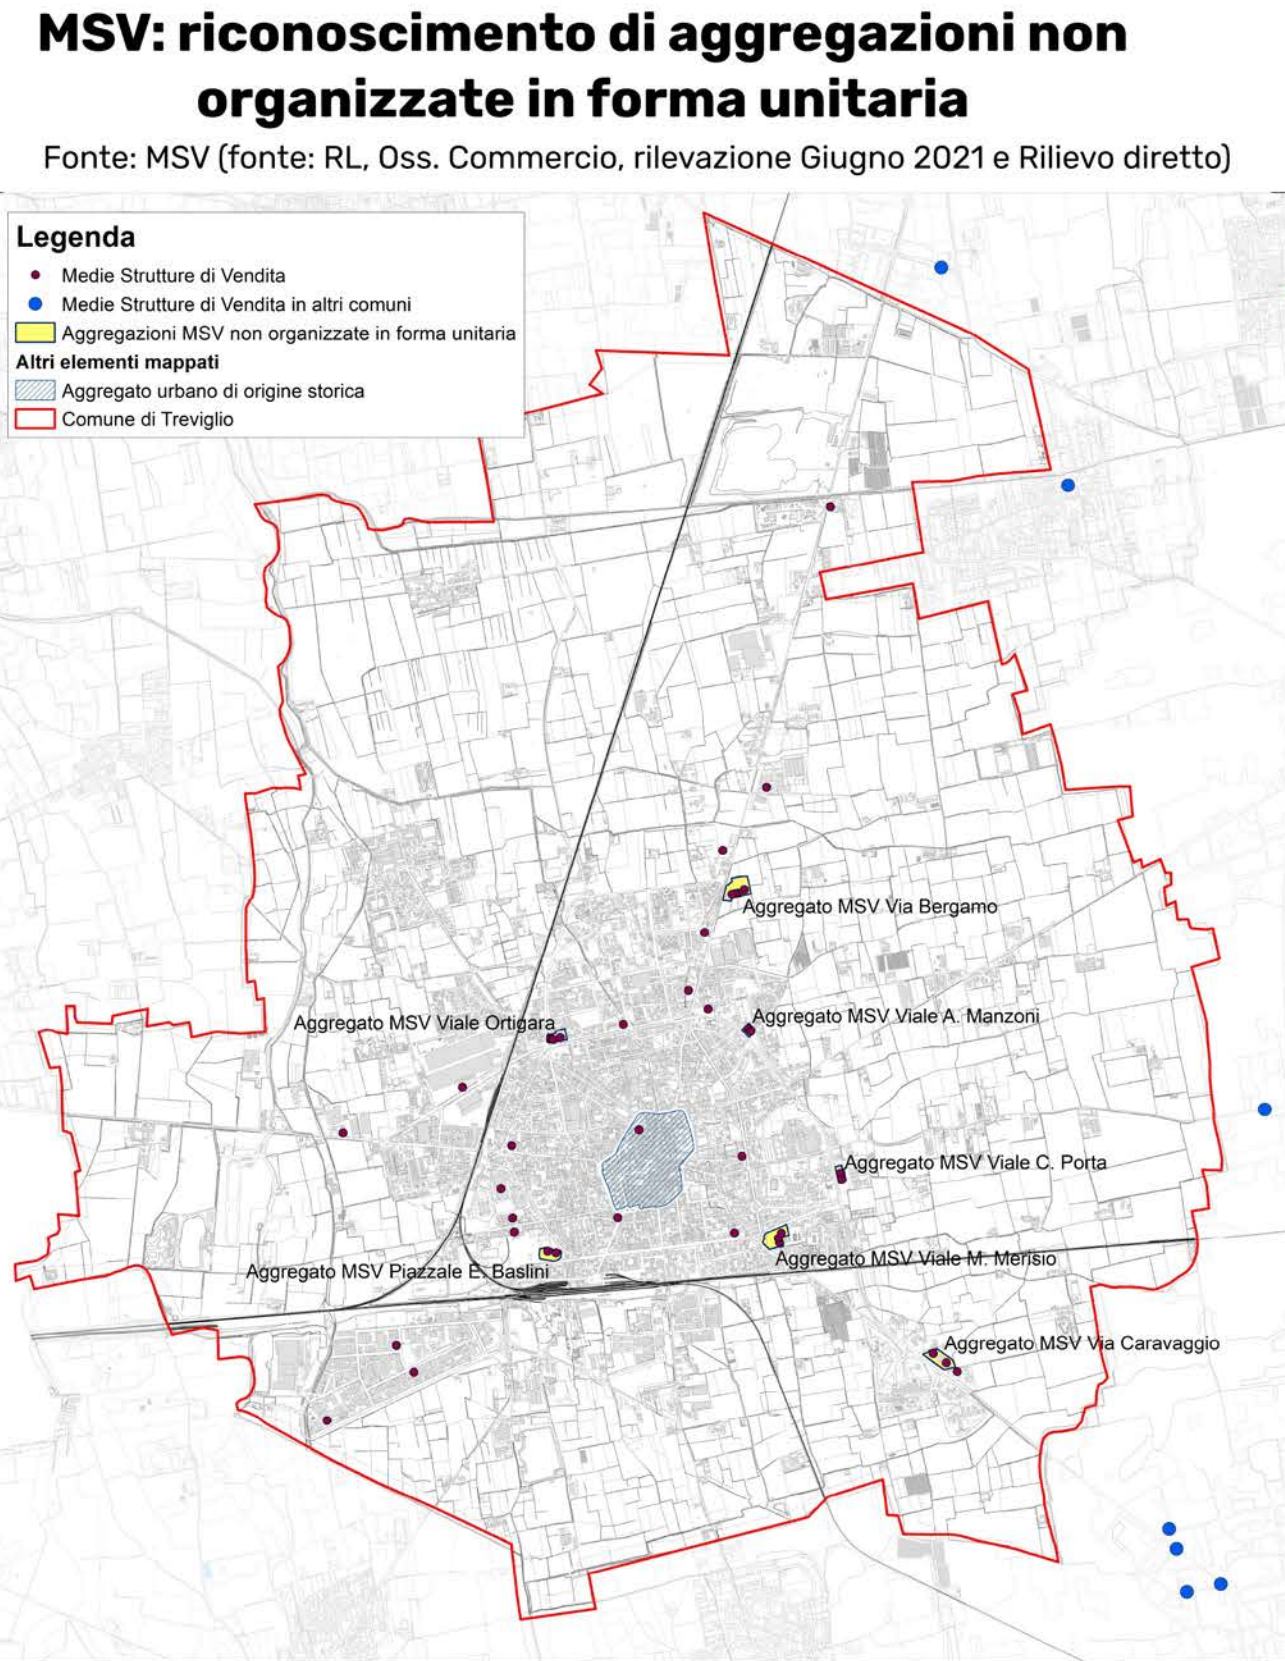 MSV: riconoscimento di aggregazioni non
organizzate in forma unitaria
Fonte: MSV (fonte: RL, Oss. Commercio, rilevazione Giugno 2021 e Rilievo diretto)
Legenda
Medie Strutture di Vendita
Medie Strutture di Vendita in altri comuni
Aggregazioni MSV non organizzate in forma unitaria
Altri elementi mappati
Aggregato urbano di origine storica
Comune di Treviglio
Aggregato MSV Via Bergamo
Aggregato MSV Viale Ortigara
Aggregato MSV Viale A. Manzoni
Aggregato MSV Viale C. Porta
Aggregato MSV Viale M. Merisio
Aggregato MSV Piazzale E. Baslini
Aggregato MSV Via Caravaggio